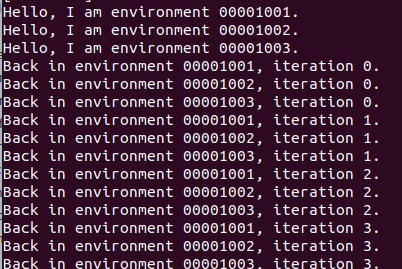 Hello, I am environment 00001001.
Hello, I am environment 00001002.
Hello, I am environment 00001003.
Back in environment 00001001, iteration 0.
Back in environment 00001002, iteration 0.
Back in environment 00001003, iteration 0.
Back in environment 00001001, iteration 1.
Back in environment 00001002, iteration 1.
Back in environment 00001003, iteration 1.
Back in environment 00001001, iteration 2.
Back in environment 00001002, iteration 2.
Back in environment 00001003, iteration 2.
Back in environment 00001001, iteration 3.
Back in environment 00001002, iteration 3.
Back in environment 00001003, iteration 3.